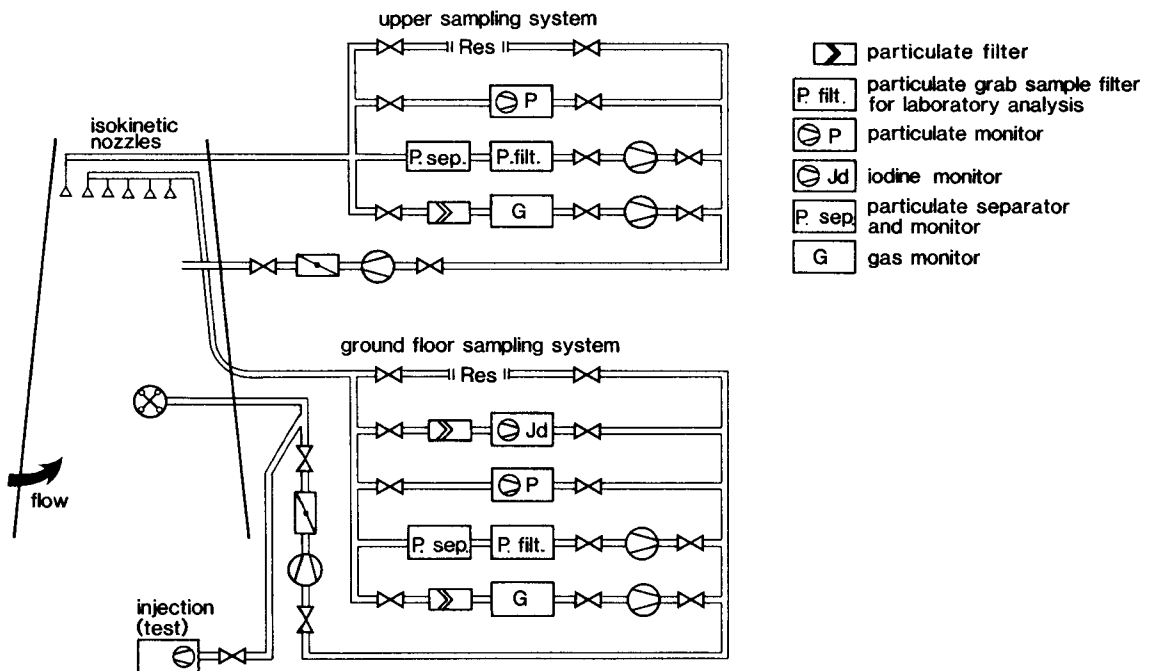 upper sampling system
Res
P
P. sep.
P. filt.
G
isokinetic
nozzles
particulate filter
P. filt.
particulate grab sample filter
for laboratory analysis
P
particulate monitor
Jd
iodine monitor
P. sep.
particulate separator
and monitor
G
gas monitor
ground floor sampling system
Res
Jd
P
P. sep.
P. filt.
G
flow
injection
(test)